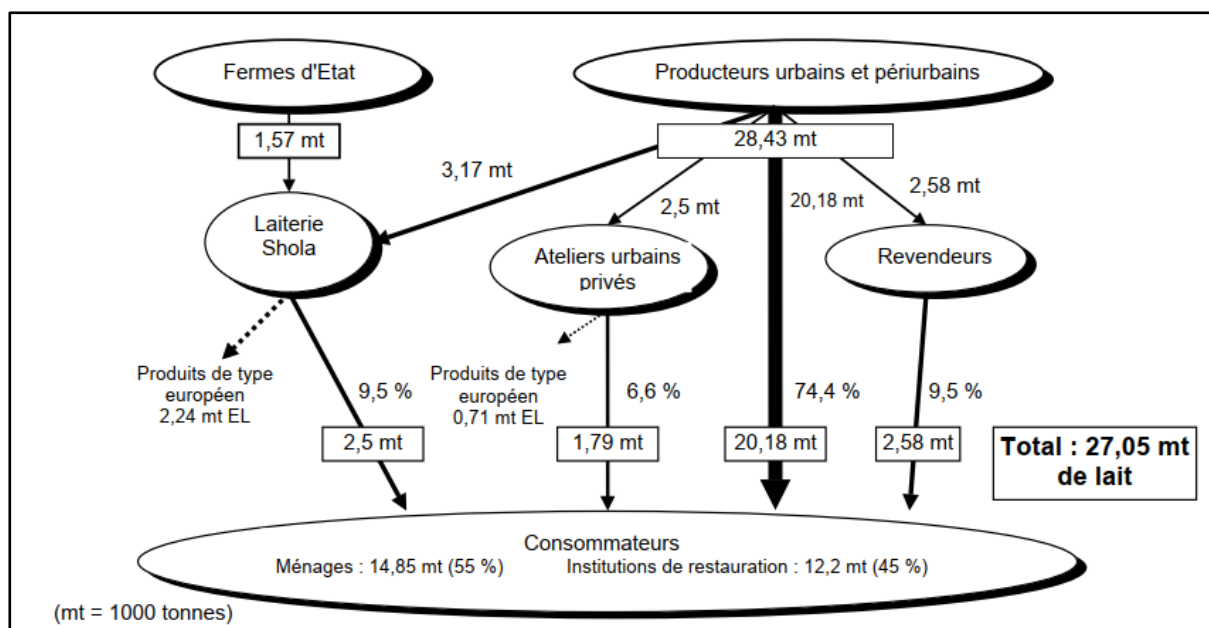 Fermes d'Etat
Producteurs urbains et périurbains
1,57 mt
28,43 mt
3,17 mt
2,5 mt
20,18 mt
2,58 mt
Laiterie
Shola
Ateliers urbains
privés
Revendeurs
Produits de type
européen
2,24 mt EL
9,5 %
Produits de type
européen
0,71 mt EL
6,6 %
74,4 %
9,5 %
2,5 mt
1,79 mt
20,18 mt
2,58 mt
Total : 27,05 mt
de lait
Consommateurs
Ménages : 14,85 mt (55 %)
Institutions de restauration : 12,2 mt (45 %)
(mt = 1000 tonnes)